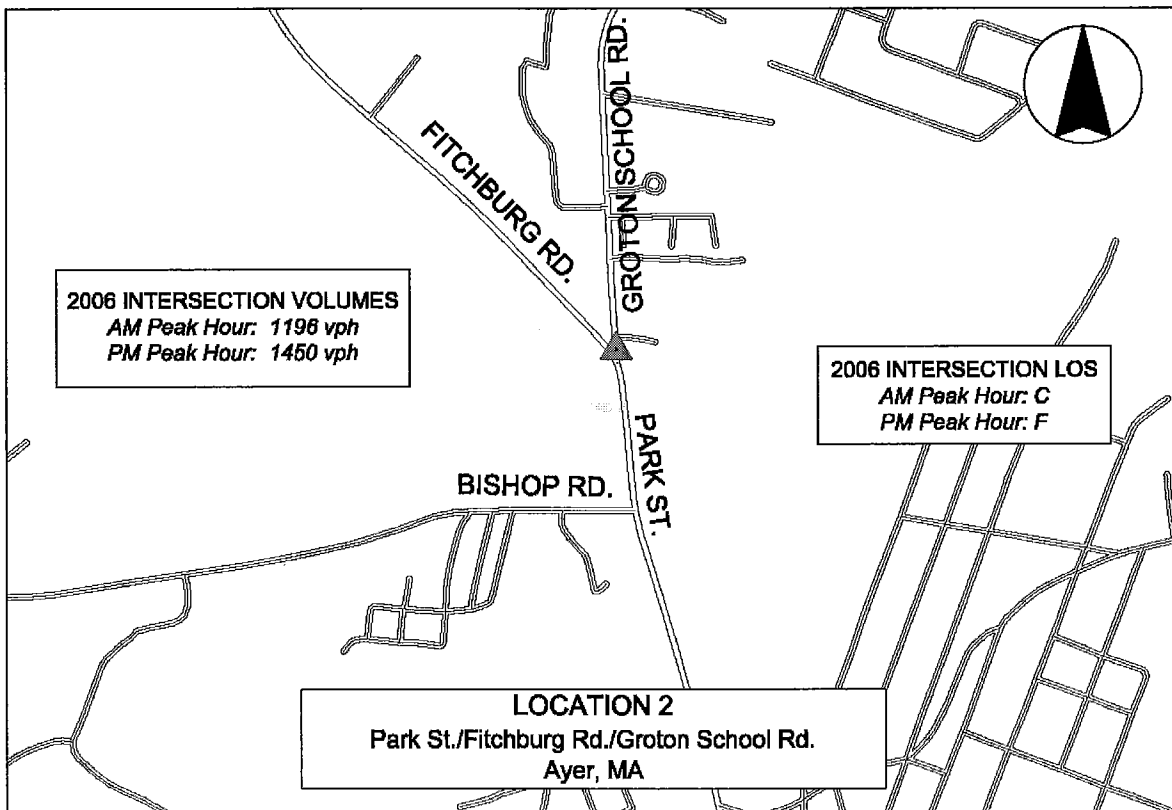 GROTON SCHOOL RD.
FITCHBURG RD.
2006 INTERSECTION VOLUMES
AM Peak Hour: 1196 vph
PM Peak Hour: 1450 vph
2006 INTERSECTION LOS
AM Peak Hour: C
PM Peak Hour: F
PARK ST.
BISHOP RD.
LOCATION 2
Park St./Fitchburg Rd./Groton School Rd.
Ayer, MA